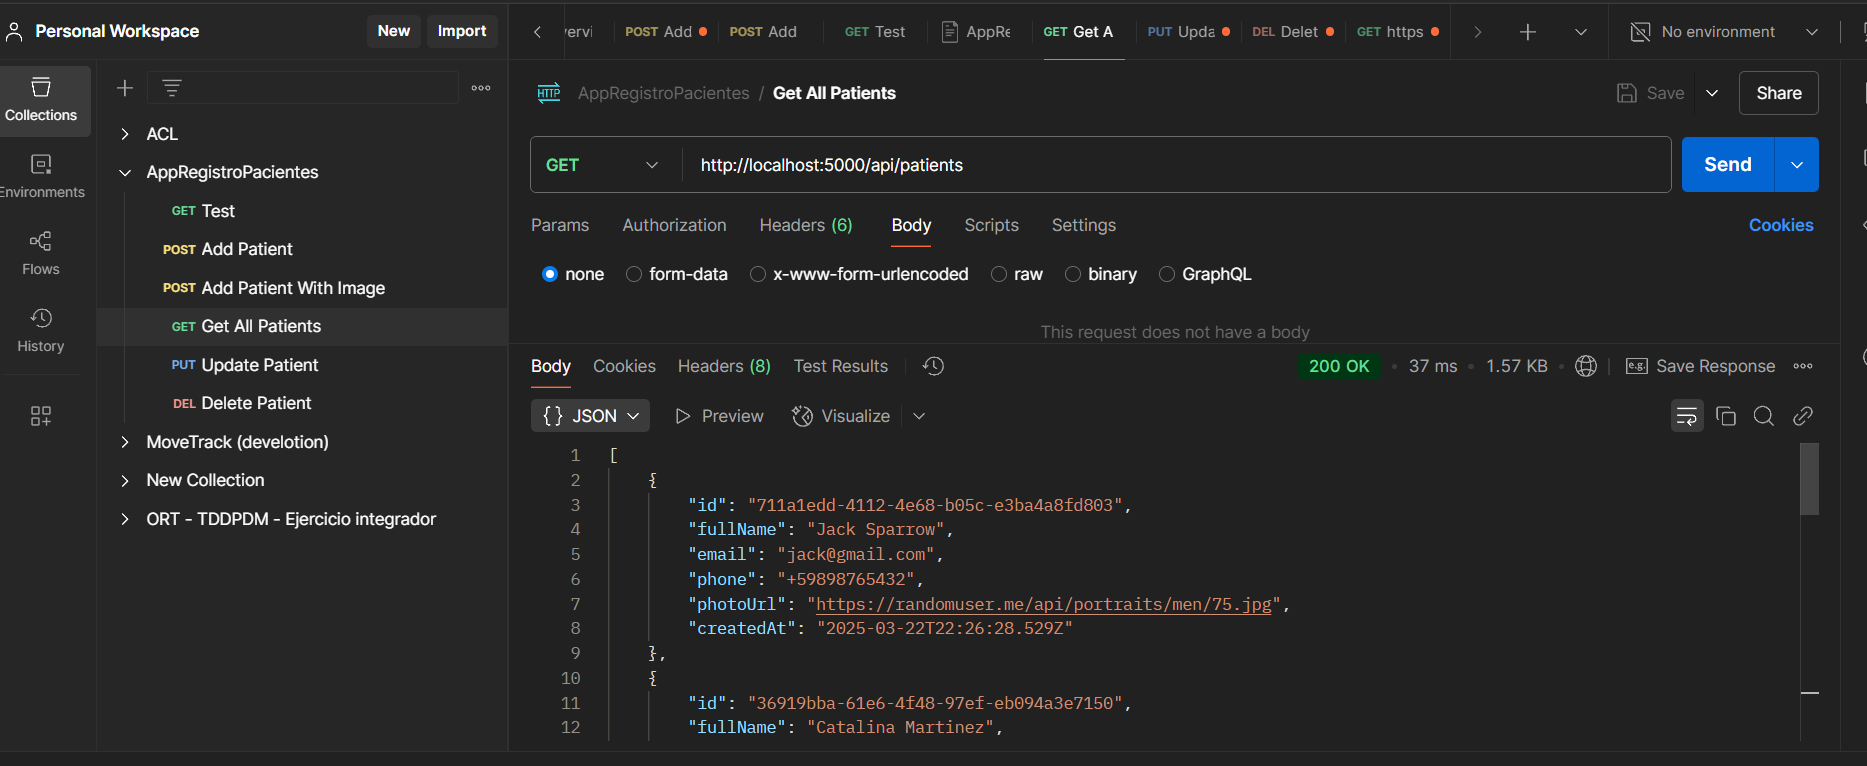 Personal Workspace
New
Import
POST Add
POST Add
GET Test
GET Get A
PUT Upda
DEL Delet
GET https
No environment
Collections
Environments
Flows
History
ACL
AppRegistroPacientes
GET Test
POST Add Patient
POST Add Patient With Image
GET Get All Patients
PUT Update Patient
DEL Delete Patient
MoveTrack (develotion)
New Collection
ORT - TDDPDM - Ejercicio integrador
HTTP AppRegistroPacientes / Get All Patients
Save
Share
GET
http://localhost:5000/api/patients
Send
Params Authorization Headers (6) Body Scripts Settings
Cookies
none form-data x-www-form-urlencoded raw binary GraphQL
This request does not have a body
Body Cookies Headers (8) Test Results
200 OK • 37 ms • 1.57 KB •
e.g. Save Response
{} JSON Preview Visualize
1 [
2 {
3 "id": "711a1edd-4112-4e68-b05c-e3ba4a8fd803",
4 "fullName": "Jack Sparrow",
5 "email": "jack@gmail.com",
6 "phone": "+59898765432",
7 "photoUrl": "https://randomuser.me/api/portraits/men/75.jpg",
8 "createdAt": "2025-03-22T22:26:28.529Z"
9 },
10 {
11 "id": "36919bba-61e6-4f48-97ef-eb094a3e7150",
12 "fullName": "Catalina Martinez",